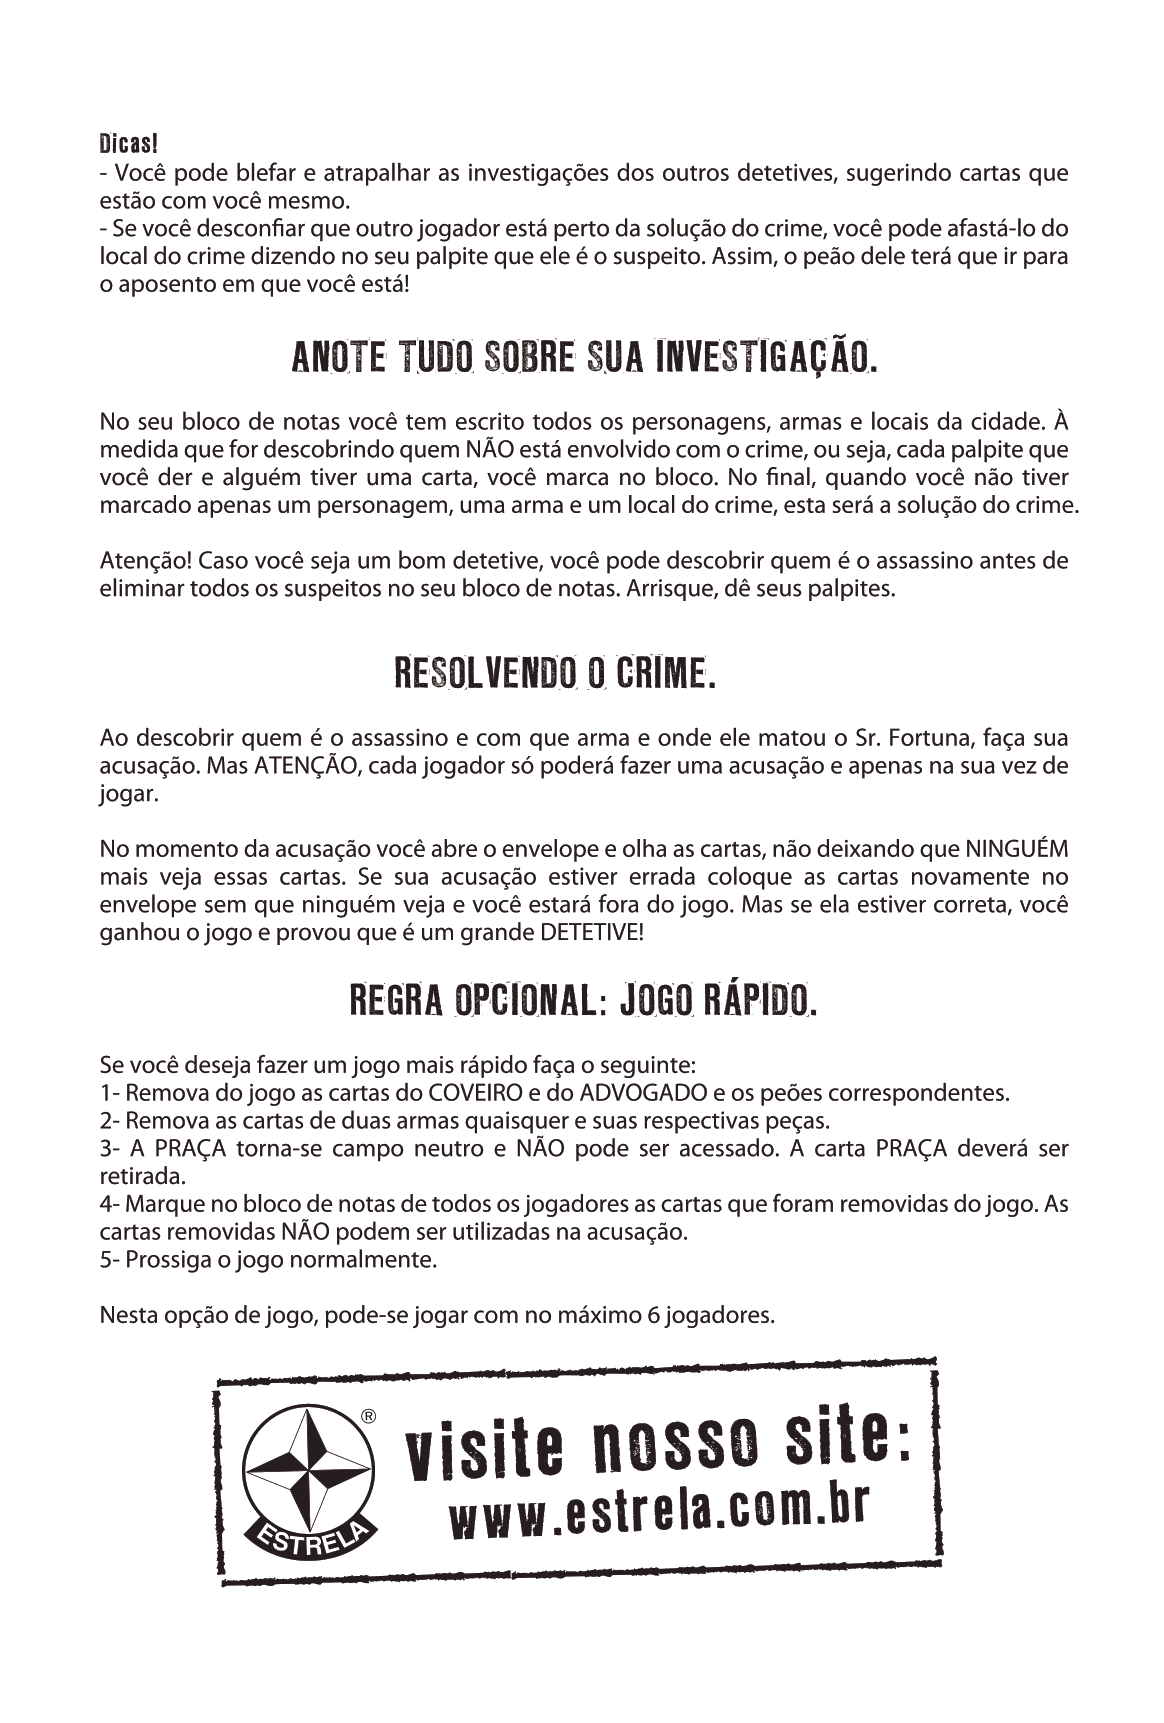 Dicas!
- Você pode blefar e atrapalhar as investigações dos outros detetives, sugerindo cartas que
estão com você mesmo.
- Se você desconfiar que outro jogador está perto da solução do crime, você pode afastá-lo do
local do crime dizendo no seu palpite que ele é o suspeito. Assim, o peão dele terá que ir para
o aposento em que você está!
ANOTE TUDO SOBRE SUA INVESTIGAÇÃO.
No seu bloco de notas você tem escrito todos os personagens, armas e locais da cidade. À
medida que for descobrindo quem NÃO está envolvido com o crime, ou seja, cada palpite que
você der e alguém tiver uma carta, você marca no bloco. No final, quando você não tiver
marcado apenas um personagem, uma arma e um local do crime, esta será a solução do crime.
Atenção! Caso você seja um bom detetive, você pode descobrir quem é o assassino antes de
eliminar todos os suspeitos no seu bloco de notas. Arrisque, dê seus palpites.
RESOLVENDO O CRIME.
Ao descobrir quem é o assassino e com que arma e onde ele matou o Sr. Fortuna, faça sua
acusação. Mas ATENÇÃO, cada jogador só poderá fazer uma acusação e apenas na sua vez de
jogar.
No momento da acusação você abre o envelope e olha as cartas, não deixando que NINGUÉM
mais veja essas cartas. Se sua acusação estiver errada coloque as cartas novamente no
envelope sem que ninguém veja e você estará fora do jogo. Mas se ela estiver correta, você
ganhou o jogo e provou que é um grande DETETIVE!
REGRA OPCIONAL: JOGO RÁPIDO.
Se você deseja fazer um jogo mais rápido faça o seguinte:
1- Remova do jogo as cartas do COVEIRO e do ADVOGADO e os peões correspondentes.
2- Remova as cartas de duas armas quaisquer e suas respectivas peças.
3- A PRAÇA torna-se campo neutro e NÃO pode ser acessado. A carta PRAÇA deverá ser
retirada.
4- Marque no bloco de notas de todos os jogadores as cartas que foram removidas do jogo. As
cartas removidas NÃO podem ser utilizadas na acusação.
5- Prossiga o jogo normalmente.
Nesta opção de jogo, pode-se jogar com no máximo 6 jogadores.
®
ESTRELA
visite nosso site:
www.estrela.com.br